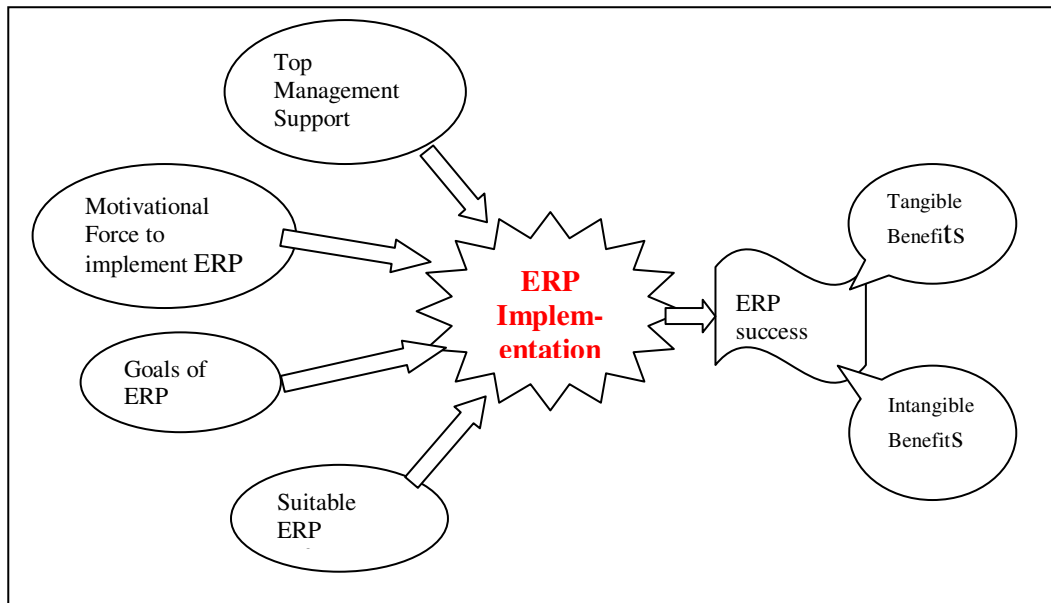 Top
Management
Support
Motivational
Force to
implement ERP
Goals of
ERP
Suitable
ERP
ERP
Implem-
entation
ERP
success
Tangible
Benefits
Intangible
Benefits